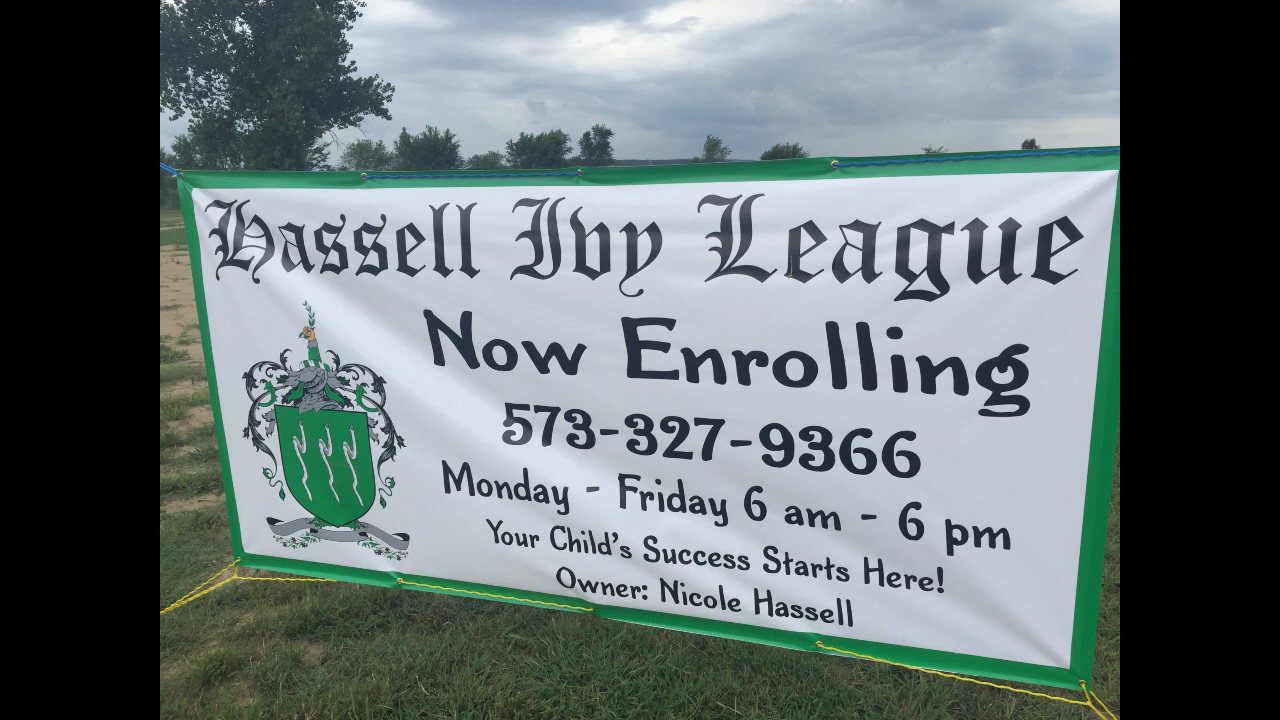 Hassell Ivy League
Now Enrolling
573-327-9366
Monday - Friday 6 am - 6 pm
Your Child's Success Starts Here!
Owner: Nicole Hassell